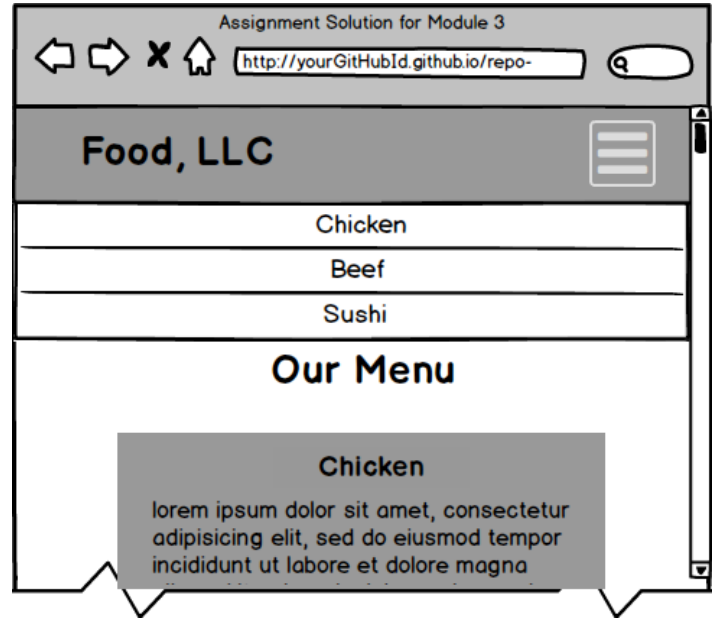 Assignment Solution for Module 3
http://yourGitHubId.github.io/repo-
Food, LLC
Chicken
Beef
Sushi
Our Menu
Chicken
lorem ipsum dolor sit amet, consectetur
adipisicing elit, sed do eiusmod tempor
incididunt ut labore et dolore magna